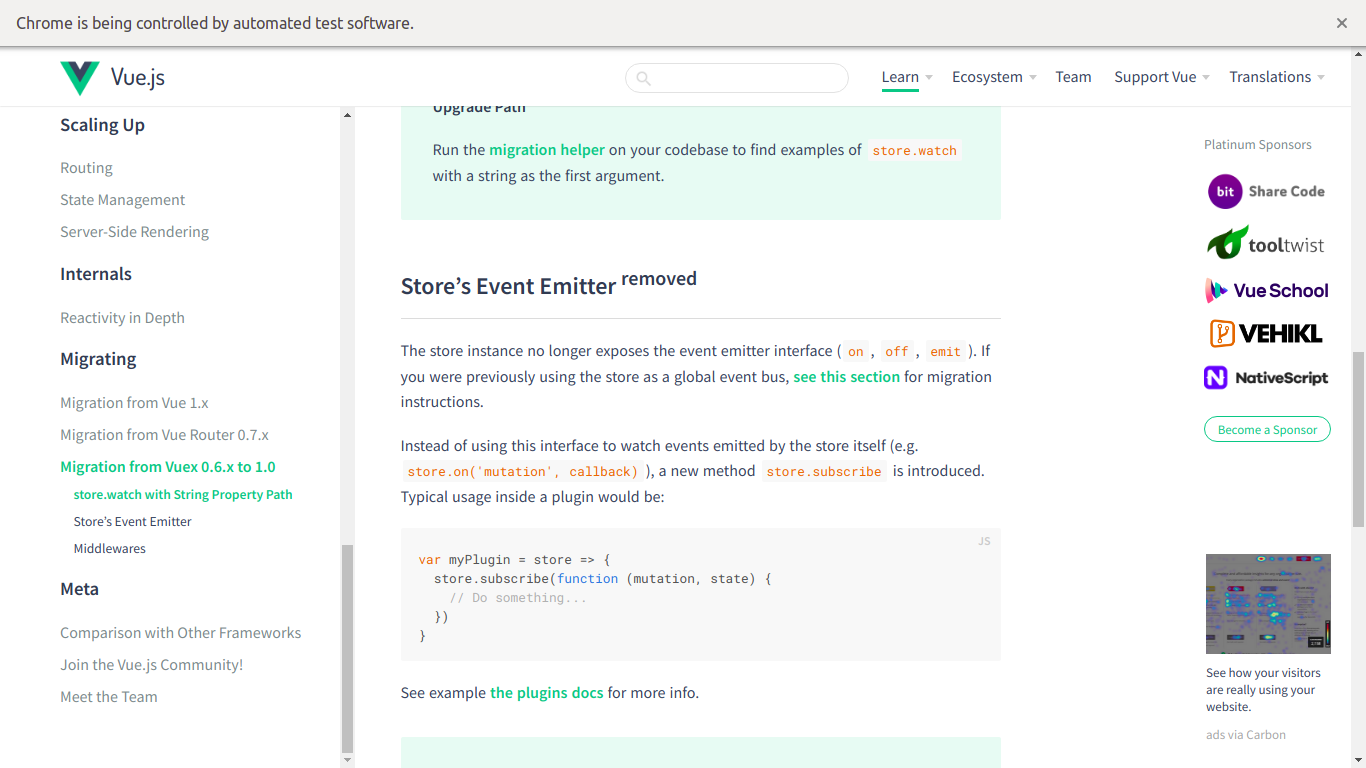 Chrome is being controlled by automated test software.
Vue.js
Learn
Ecosystem
Team
Support Vue
Translations
Scaling Up
Routing
State Management
Server-Side Rendering
Internals
Reactivity in Depth
Migrating
Migration from Vue 1.x
Migration from Vue Router 0.7.x
Migration from Vuex 0.6.x to 1.0
store.watch with String Property Path
Store’s Event Emitter
Middlewares
Meta
Comparison with Other Frameworks
Join the Vue.js Community!
Meet the Team
Upgrade Path
Run the migration helper on your codebase to find examples of store.watch
with a string as the first argument.
Store’s Event Emitter removed
The store instance no longer exposes the event emitter interface ( on , off , emit ). If
you were previously using the store as a global event bus, see this section for migration
instructions.
Instead of using this interface to watch events emitted by the store itself (e.g.
store.on('mutation', callback) ), a new method store.subscribe is introduced.
Typical usage inside a plugin would be:
JS
var myPlugin = store => {
  store.subscribe(function (mutation, state) {
    // Do something...
  })
}
See example the plugins docs for more info.
Platinum Sponsors
bit Share Code
tooltwist
Vue School
VEHIKL
NativeScript
Become a Sponsor
See how your visitors
are really using your
website.
ads via Carbon